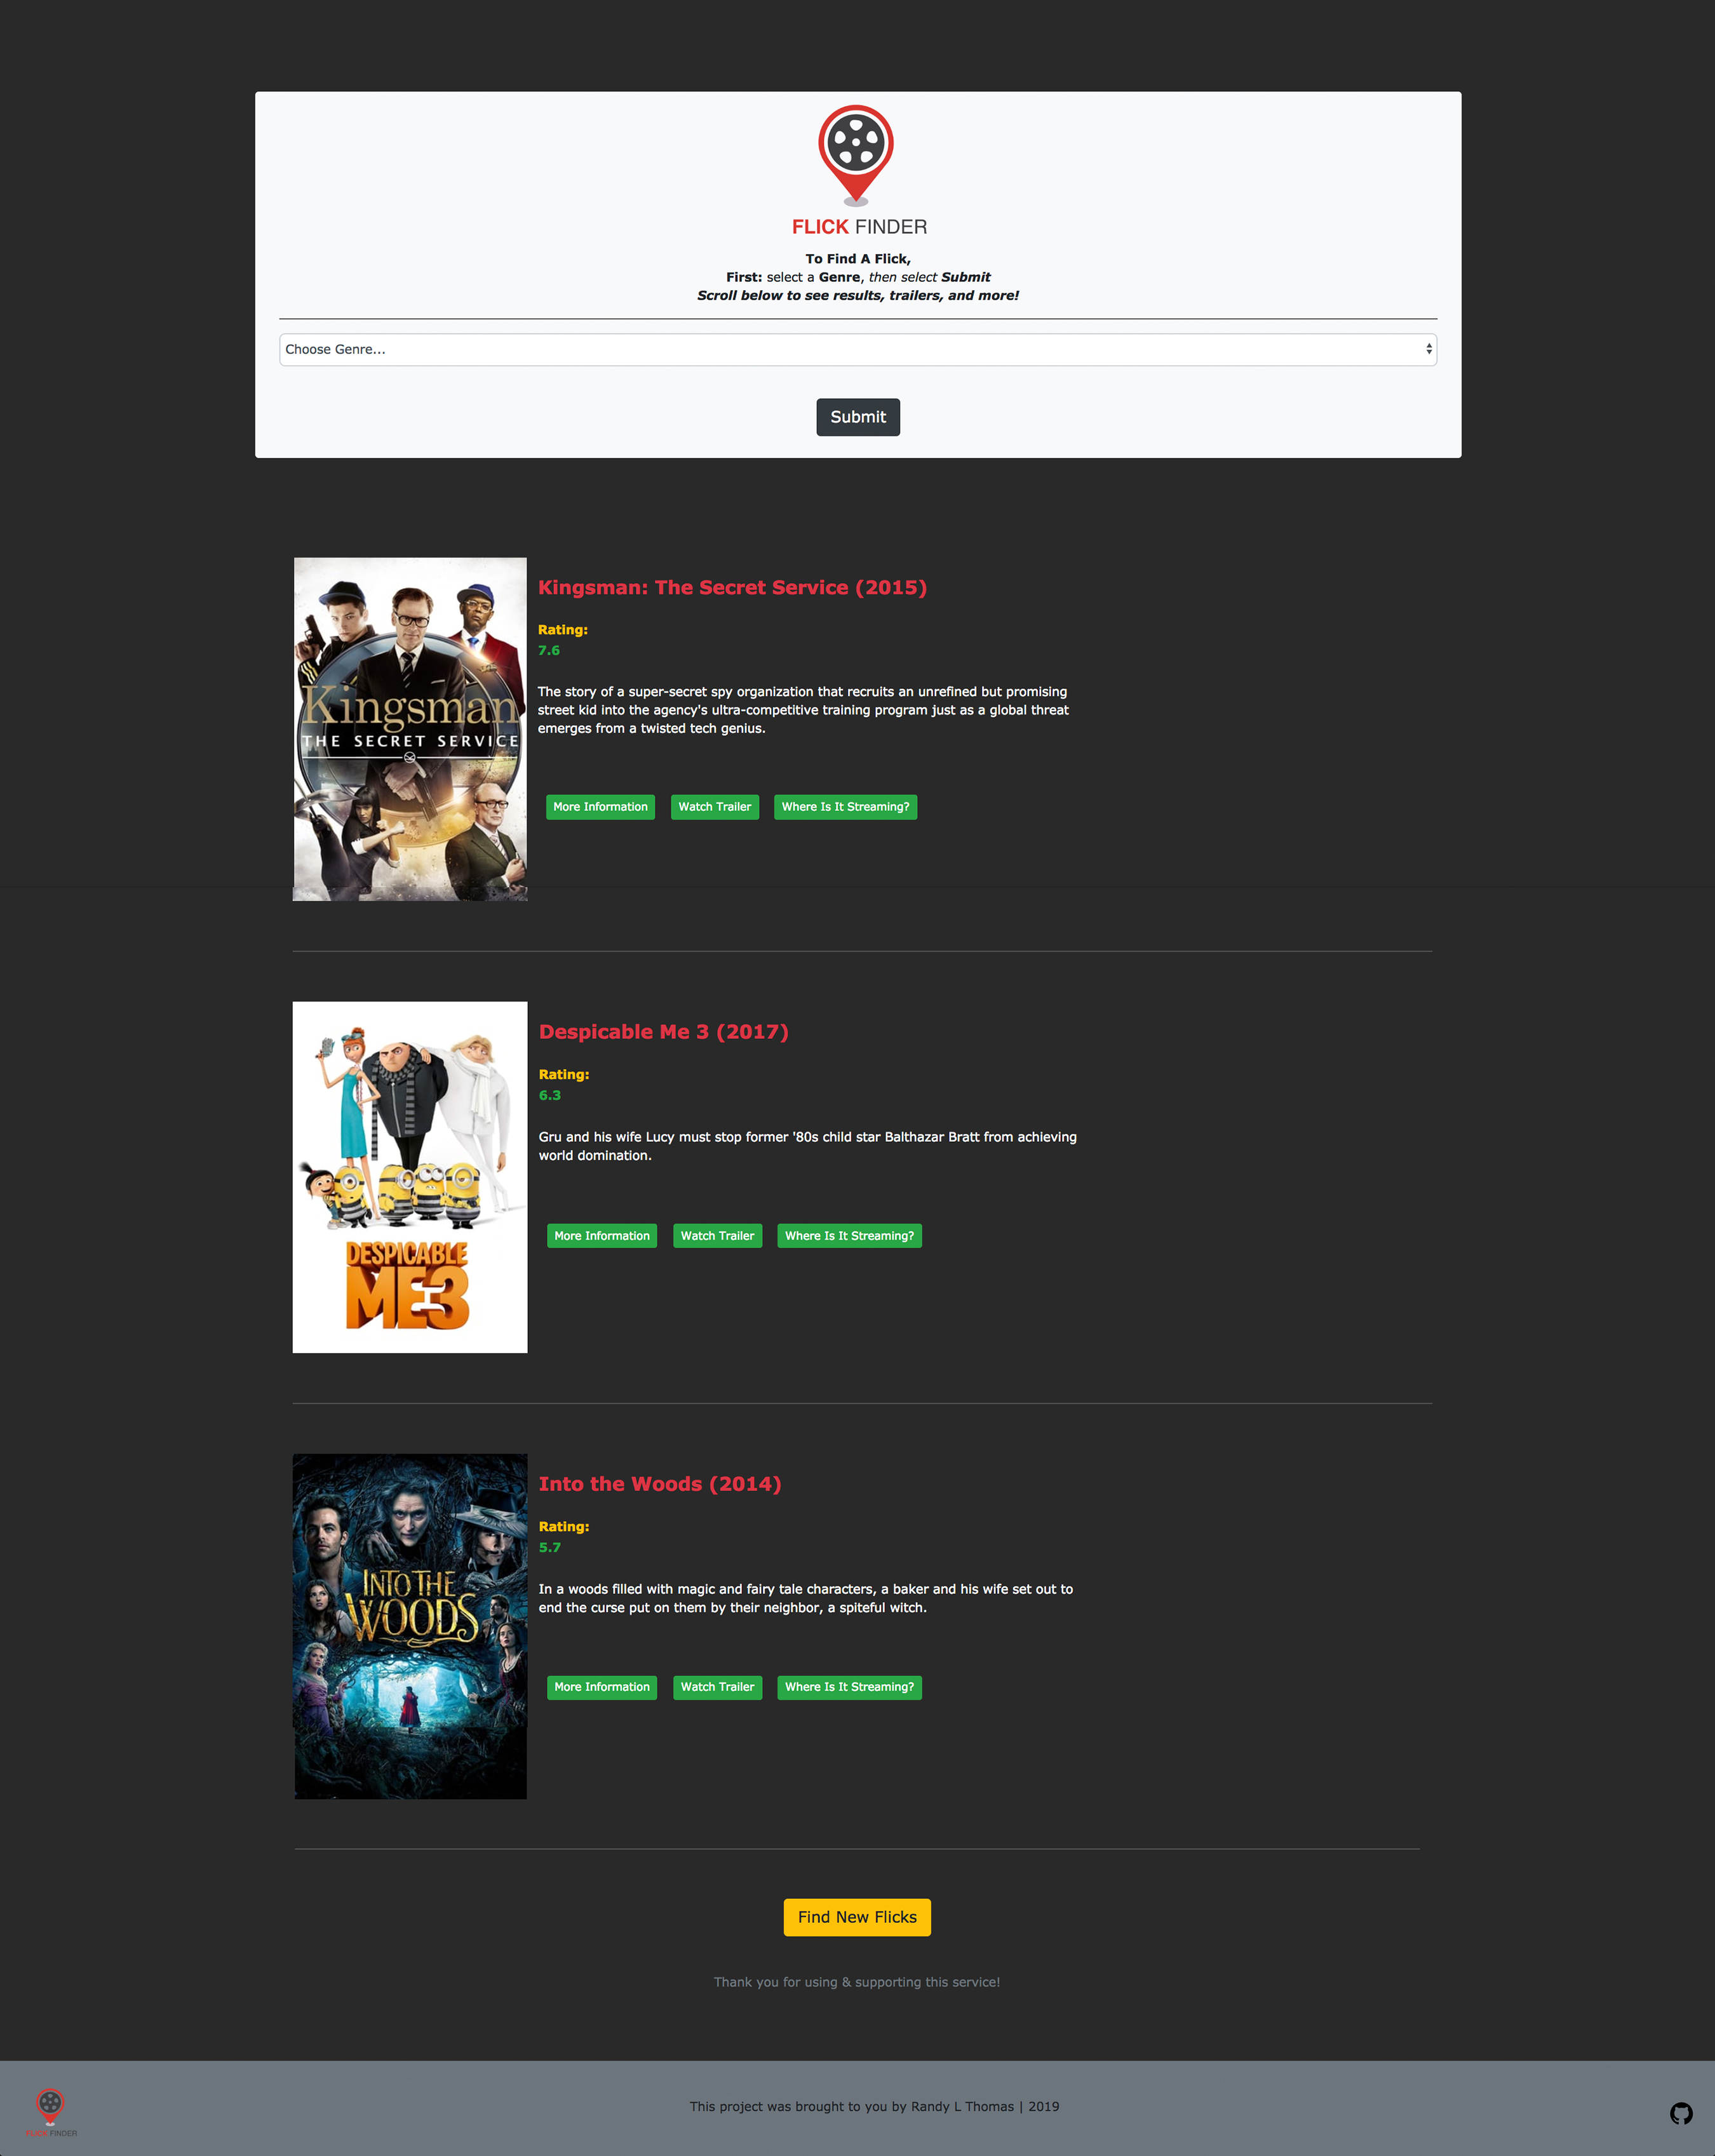 FLICK FINDER
To Find A Flick,
First: select a Genre, then select Submit
Scroll below to see results, trailers, and more!
Choose Genre...
Submit
Kingsman
THE SECRET SERVICE
Kingsman: The Secret Service (2015)
Rating:
7.6
The story of a super-secret spy organization that recruits an unrefined but promising
street kid into the agency's ultra-competitive training program just as a global threat
emerges from a twisted tech genius.
More Information Watch Trailer Where Is It Streaming?
DESPICABLE
ME3
Despicable Me 3 (2017)
Rating:
6.3
Gru and his wife Lucy must stop former '80s child star Balthazar Bratt from achieving
world domination.
More Information Watch Trailer Where Is It Streaming?
INTO THE
WOODS
Into the Woods (2014)
Rating:
5.7
In a woods filled with magic and fairy tale characters, a baker and his wife set out to
end the curse put on them by their neighbor, a spiteful witch.
More Information Watch Trailer Where Is It Streaming?
Find New Flicks
Thank you for using & supporting this service!
FLICK FINDER
This project was brought to you by Randy L Thomas | 2019